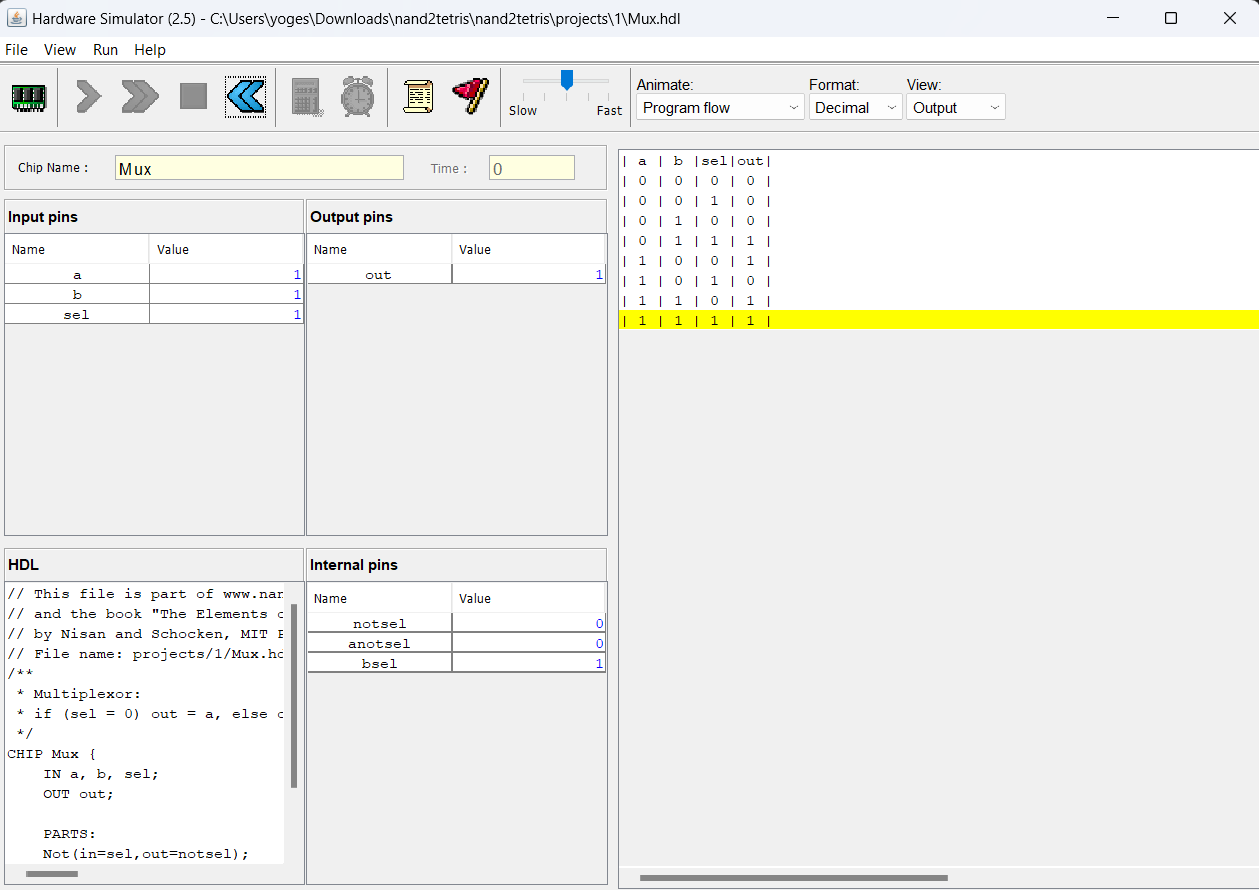 Hardware Simulator (2.5) - C:\Users\yoges\Downloads\nand2tetris\nand2tetris\projects\1\Mux.hdl
File View Run Help
Slow Fast
Animate: Format: View:
Program flow Decimal Output
Chip Name : Mux Time : 0
Input pins
Name Value
a 1
b 1
sel 1
Output pins
Name Value
out 1
HDL
// This file is part of www.nan
// and the book "The Elements o
// by Nisan and Schocken, MIT P
// File name: projects/1/Mux.hd
/**
* Multiplexor:
* if (sel = 0) out = a, else o
*/
CHIP Mux {
IN a, b, sel;
OUT out;
PARTS:
Not(in=sel,out=notsel);
Internal pins
Name Value
notsel 0
anotsel 0
bsel 1
| a | b |sel|out|
| 0 | 0 | 0 | 0 |
| 0 | 0 | 1 | 0 |
| 0 | 1 | 0 | 0 |
| 0 | 1 | 1 | 1 |
| 1 | 0 | 0 | 1 |
| 1 | 0 | 1 | 0 |
| 1 | 1 | 0 | 1 |
| 1 | 1 | 1 | 1 |